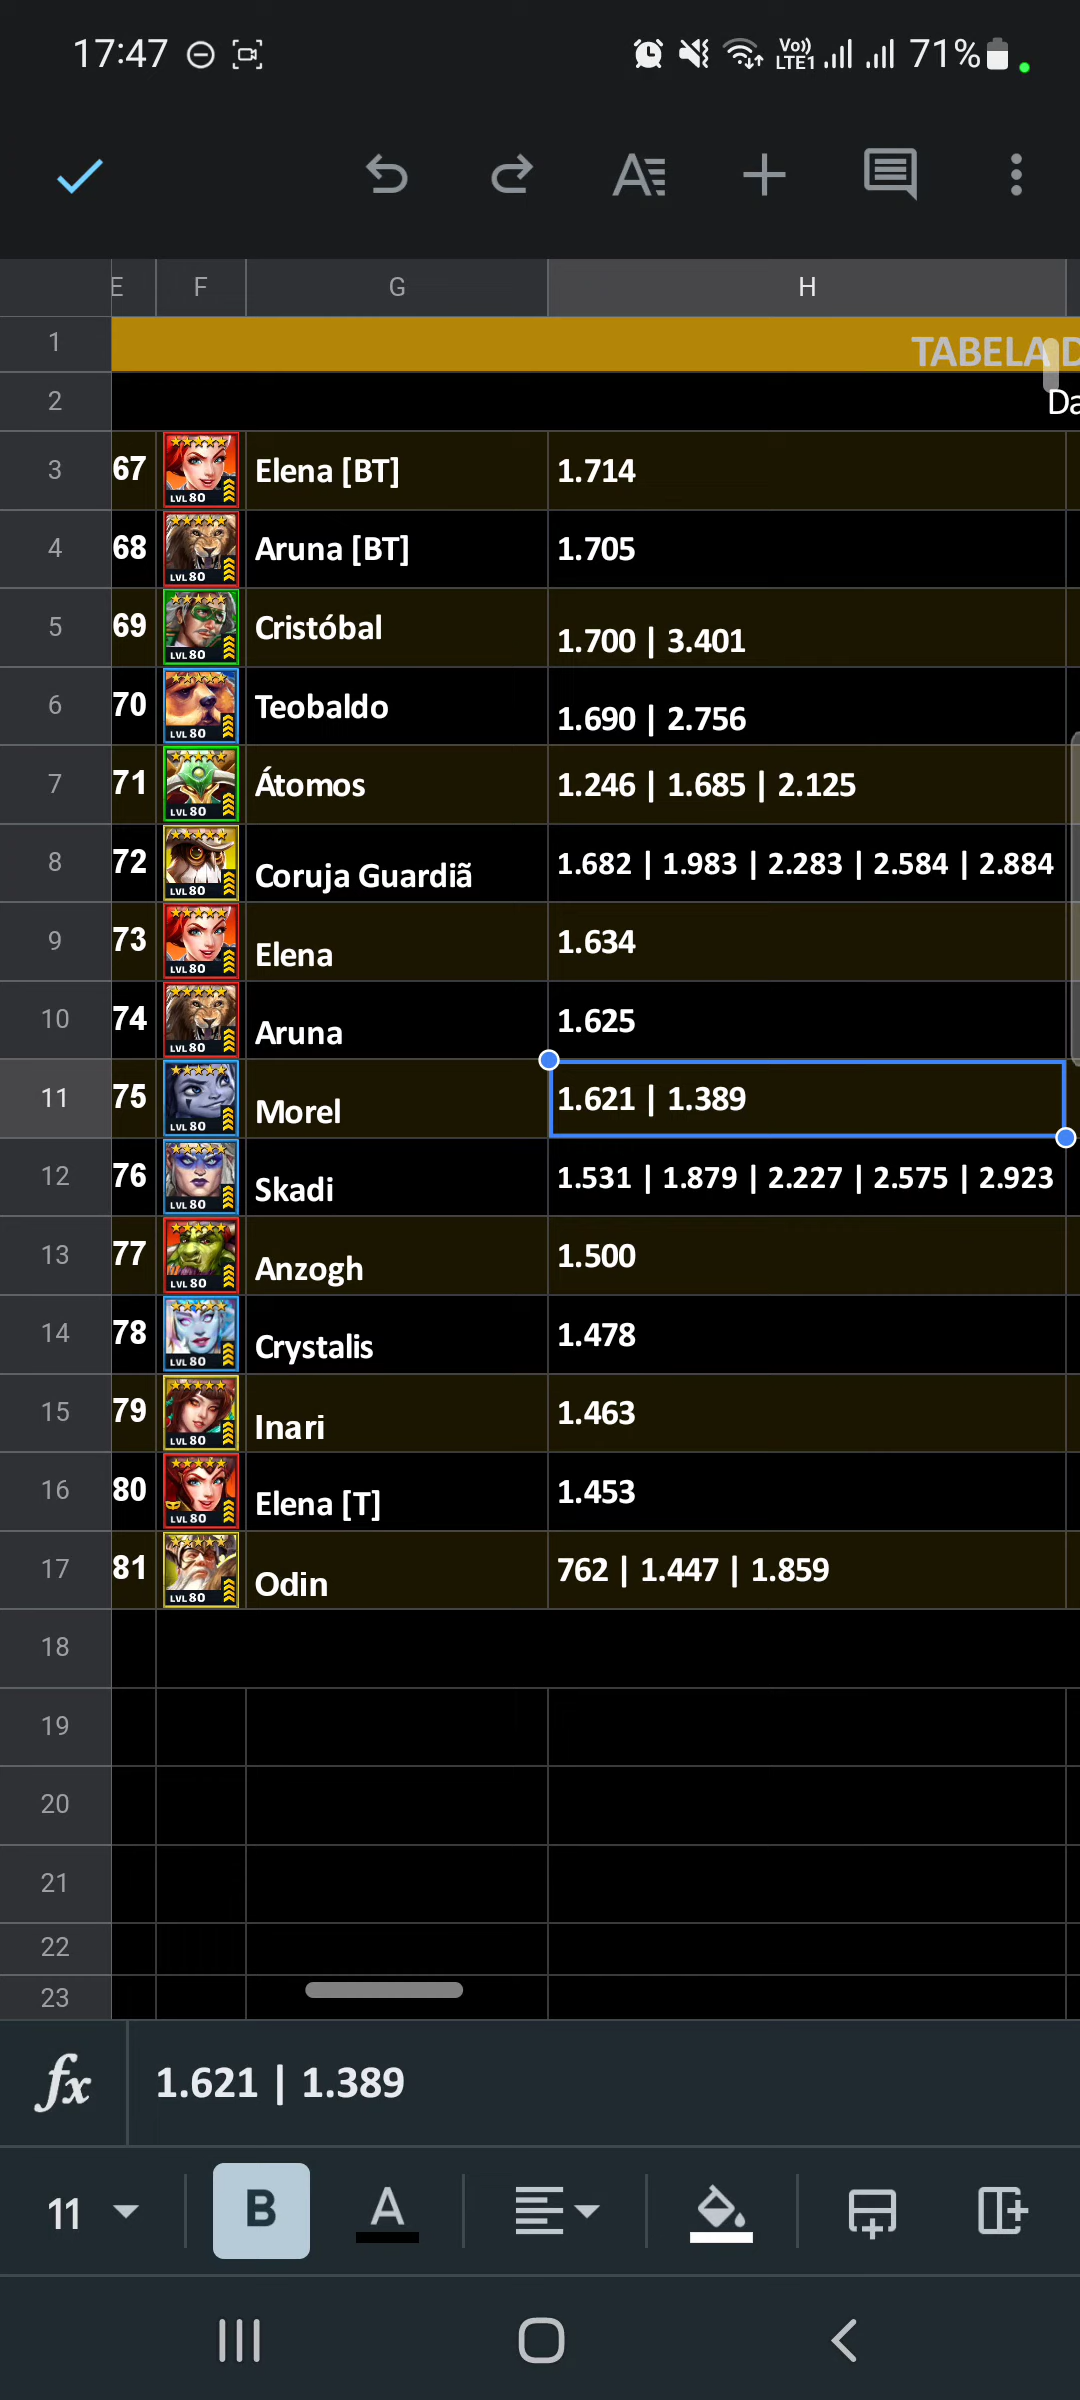 17:47 Vo)) LTE1 71%
E F G H
1 TABELA D
2 Da
3 67 LVL 80 Elena [BT] 1.714
4 68 LVL 80 Aruna [BT] 1.705
5 69 LVL 80 Cristóbal 1.700 | 3.401
6 70 LVL 80 Teobaldo 1.690 | 2.756
7 71 LVL 80 Átomos 1.246 | 1.685 | 2.125
8 72 LVL 80 Coruja Guardiã 1.682 | 1.983 | 2.283 | 2.584 | 2.884
9 73 LVL 80 Elena 1.634
10 74 LVL 80 Aruna 1.625
11 75 LVL 80 Morel 1.621 | 1.389
12 76 LVL 80 Skadi 1.531 | 1.879 | 2.227 | 2.575 | 2.923
13 77 LVL 80 Anzogh 1.500
14 78 LVL 80 Crystalis 1.478
15 79 LVL 80 Inari 1.463
16 80 LVL 80 Elena [T] 1.453
17 81 LVL 80 Odin 762 | 1.447 | 1.859
18
19
20
21
22
23
fx 1.621 | 1.389
11 B A